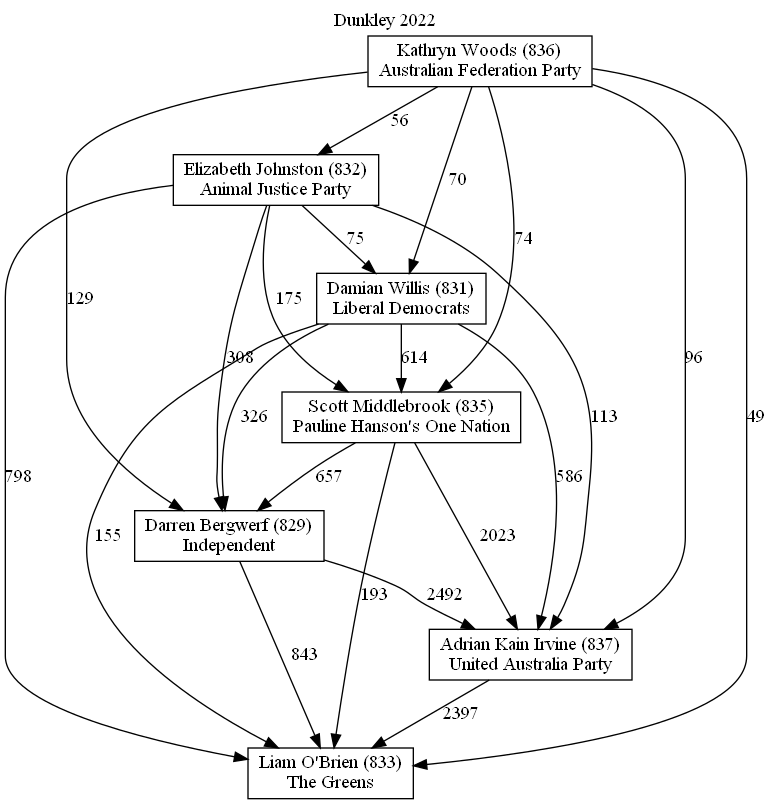 Dunkley 2022
Kathryn Woods (836)
Australian Federation Party
56
Elizabeth Johnston (832)
Animal Justice Party
70
75
74
Damian Willis (831)
Liberal Democrats
129
175
308
614
96
Scott Middlebrook (835)
Pauline Hanson's One Nation
326
113
49
798
657
586
Darren Bergwerf (829)
Independent
155
2023
193
2492
Adrian Kain Irvine (837)
United Australia Party
843
2397
Liam O'Brien (833)
The Greens